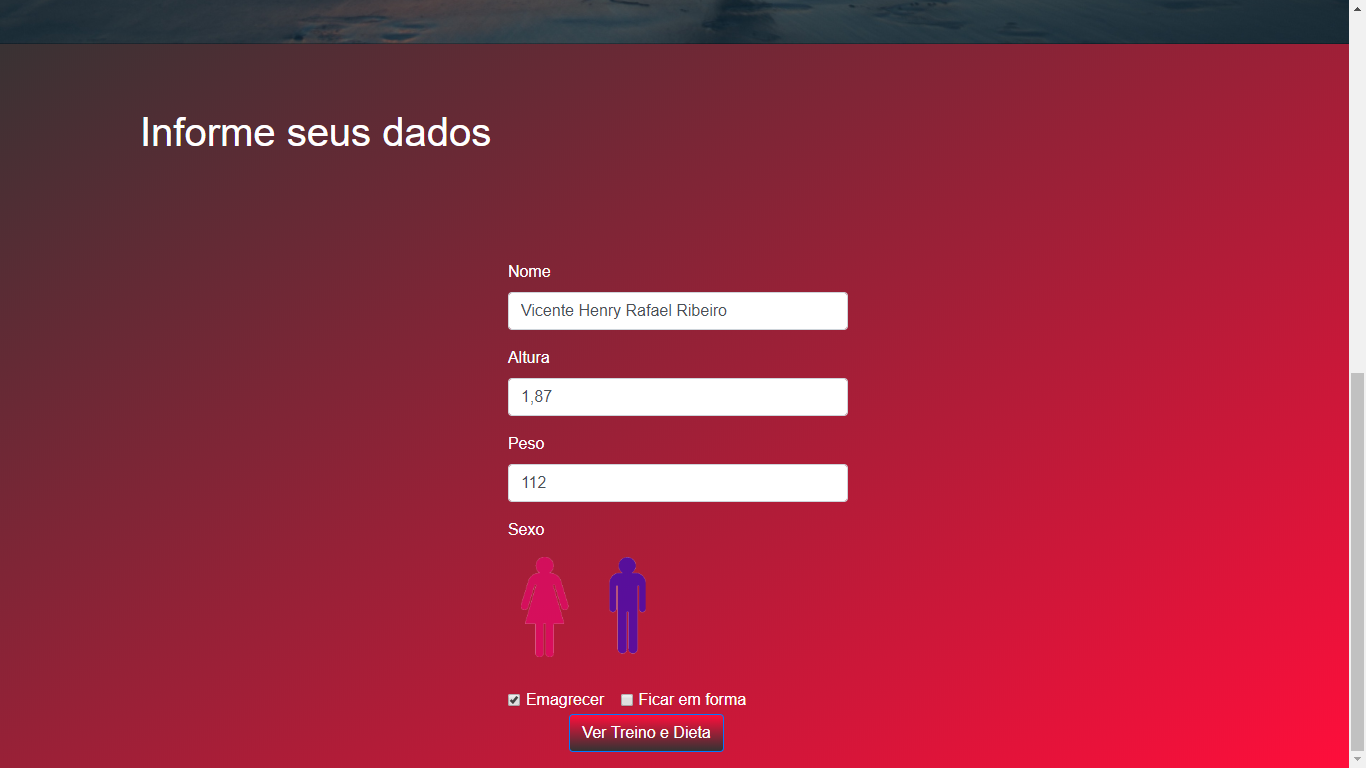 Informe seus dados
Nome
Vicente Henry Rafael Ribeiro
Altura
1,87
Peso
112
Sexo
Emagrecer Ficar em forma
Ver Treino e Dieta